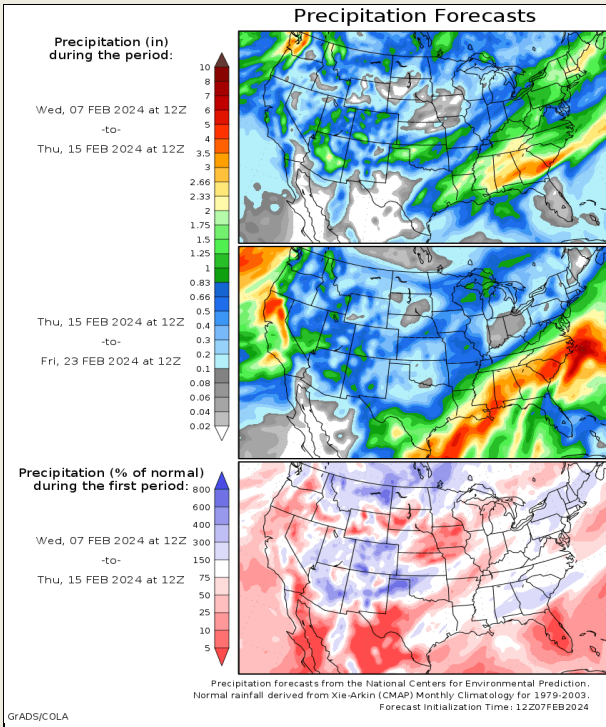 Precipitation Forecasts
Precipitation (in)
during the period:
Wed, 07 FEB 2024 at 12Z
-to-
Thu, 15 FEB 2024 at 12Z
10
8
7
6
5
4
3.5
3
2.66
2.33
2
1.75
1.5
1.25
1
0.83
0.66
0.5
0.4
0.3
0.2
0.1
0.08
0.06
0.04
0.02
Thu, 15 FEB 2024 at 12Z
-to-
Fri, 23 FEB 2024 at 12Z
Precipitation (% of normal)
during the first period:
Wed, 07 FEB 2024 at 12Z
-to-
Thu, 15 FEB 2024 at 12Z
800
600
400
300
150
75
50
25
10
5
Precipitation forecasts from the National Centers for Environmental Prediction.
Normal rainfall derived from Xie-Arkin (CMAP) Monthly Climatology for 1979-2003.
Forecast Initialization Time: 12Z07FEB2024
GrADS/COLA